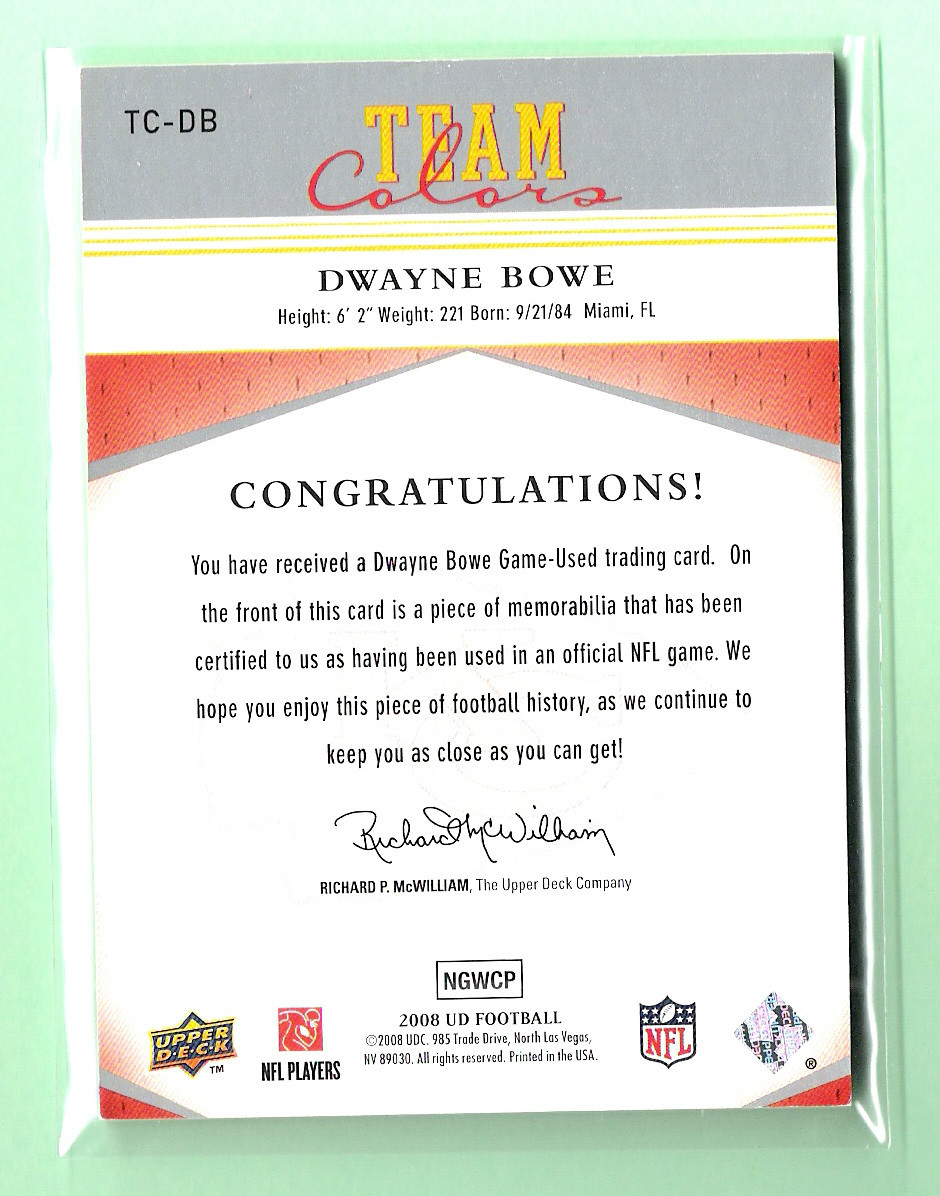 TC-DB
TEAM
Colors
DWAYNE BOWE
Height: 6' 2" Weight: 221 Born: 9/21/84 Miami, FL
CONGRATULATIONS!
You have received a Dwayne Bowe Game-Used trading card. On
the front of this card is a piece of memorabilia that has been
certified to us as having been used in an official NFL game. We
hope you enjoy this piece of football history, as we continue to
keep you as close as you can get!
Richard McWilliam
RICHARD P. McWILLIAM, The Upper Deck Company
NGWCP
2008 UD FOOTBALL
©2008 UDC. 985 Trade Drive, North Las Vegas,
NV 89030. All rights reserved. Printed in the USA.
UPPER
DECK
TM
NFL PLAYERS
NFL
®